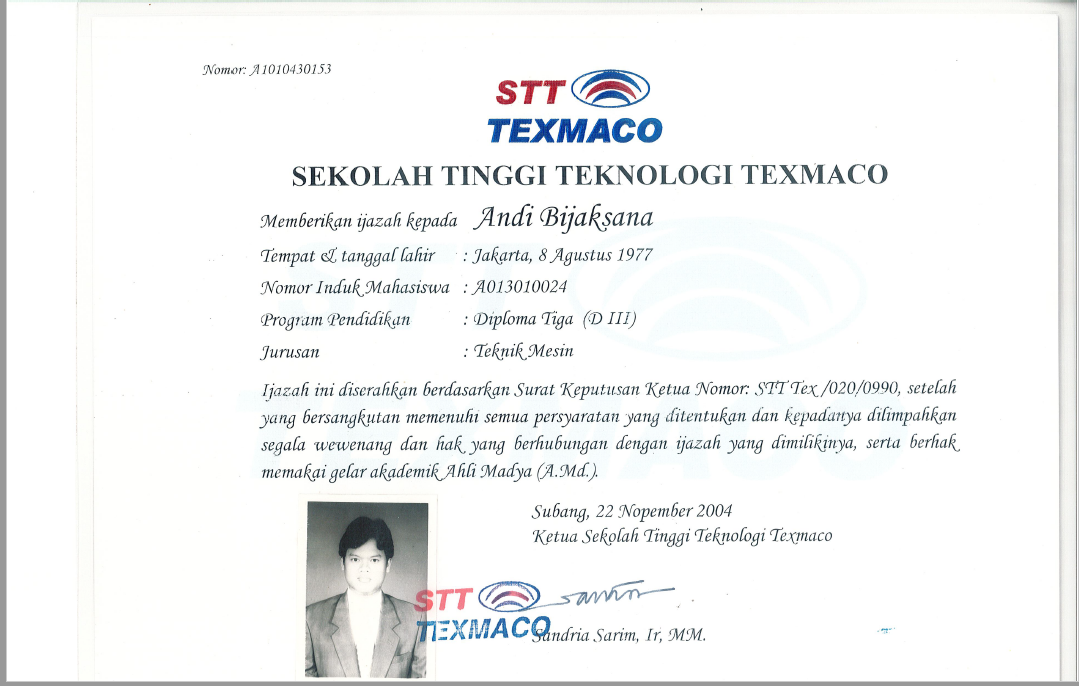 Nomor: A1010430153
STT
TEXMACO
SEKOLAH TINGGI TEKNOLOGI TEXMACO
Memberikan ijazah kepada Andi Bijaksana
Tempat & tanggal lahir : Jakarta, 8 Agustus 1977
Nomor Induk Mahasiswa : A013010024
Program Pendidikan : Diploma Tiga (D III)
Jurusan : Teknik Mesin
Ijazah ini diserahkan berdasarkan Surat Keputusan Ketua Nomor: STT Tex /020/0990, setelah
yang bersangkutan memenuhi semua persyaratan yang ditentukan dan kepadanya dilimpahkan
segala wewenang dan hak yang berhubungan dengan ijazah yang dimilikinya, serta berhak
memakai gelar akademik Ahli Madya (A.Md.).
Subang, 22 Nopember 2004
Ketua Sekolah Tinggi Teknologi Texmaco
STT
TEXMACO
Sandria Sarim, Ir, MM.